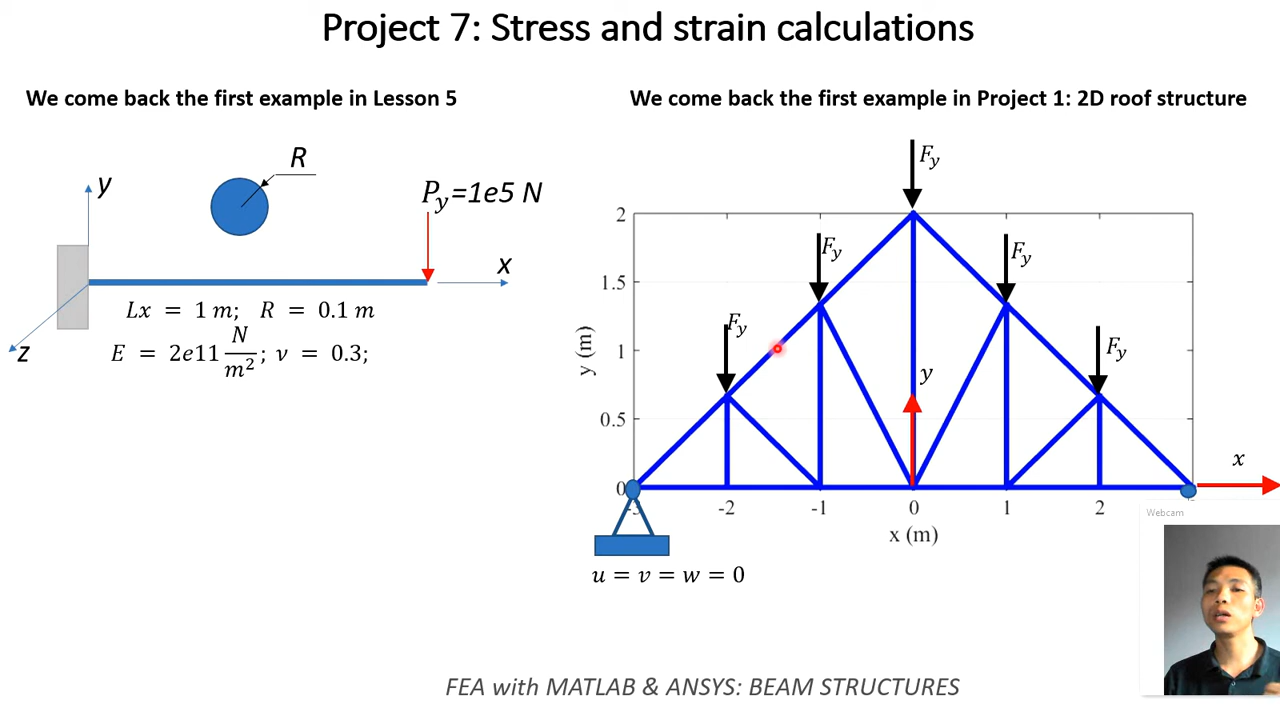 Project 7: Stress and strain calculations
We come back the first example in Lesson 5
R
y
P_y=1e5 N
x
z
Lx = 1 m; R = 0.1 m
E = 2e11 N/m²; ν = 0.3;
We come back the first example in Project 1: 2D roof structure
F_y
F_y
F_y
F_y
F_y
2
1.5
1
0.5
0
y (m)
y
x
-3
-2
-1
0
1
2
x (m)
u = v = w = 0
Webcam
FEA with MATLAB & ANSYS: BEAM STRUCTURES